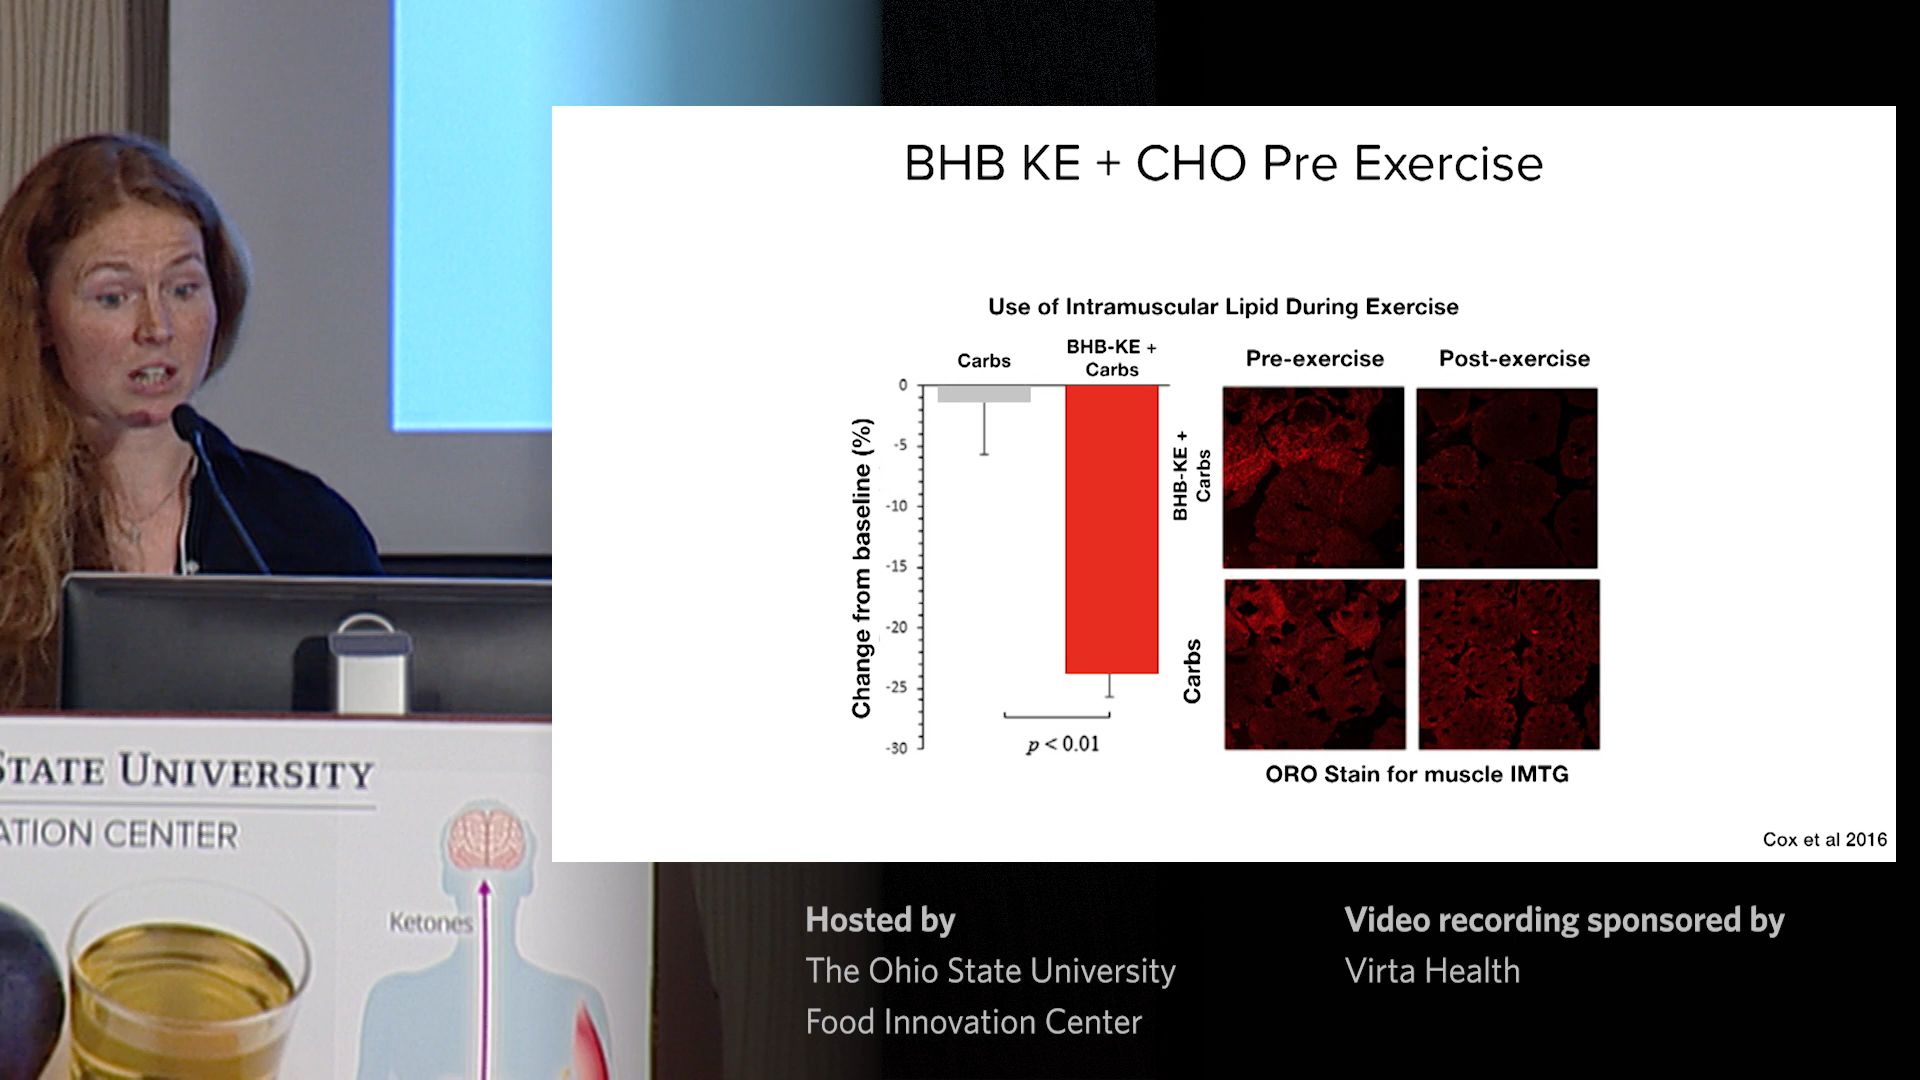 BHB KE + CHO Pre Exercise
Use of Intramuscular Lipid During Exercise
Carbs
BHB-KE +
Carbs
Pre-exercise
Post-exercise
Change from baseline (%)
0
-5
-10
-15
-20
-25
-30
p < 0.01
BHB-KE +
Carbs
Carbs
ORO Stain for muscle IMTG
Cox et al 2016
STATE UNIVERSITY
ATION CENTER
Ketones
Hosted by
The Ohio State University
Food Innovation Center
Video recording sponsored by
Virta Health